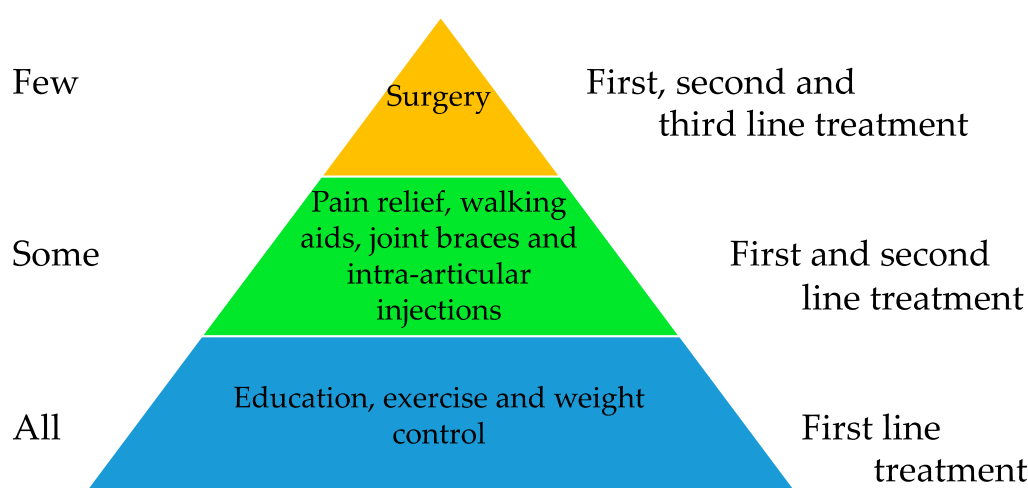 Few
Surgery
First, second and
third line treatment
Some
Pain relief, walking
aids, joint braces and
intra-articular
injections
First and second
line treatment
All
Education, exercise and weight
control
First line
treatment